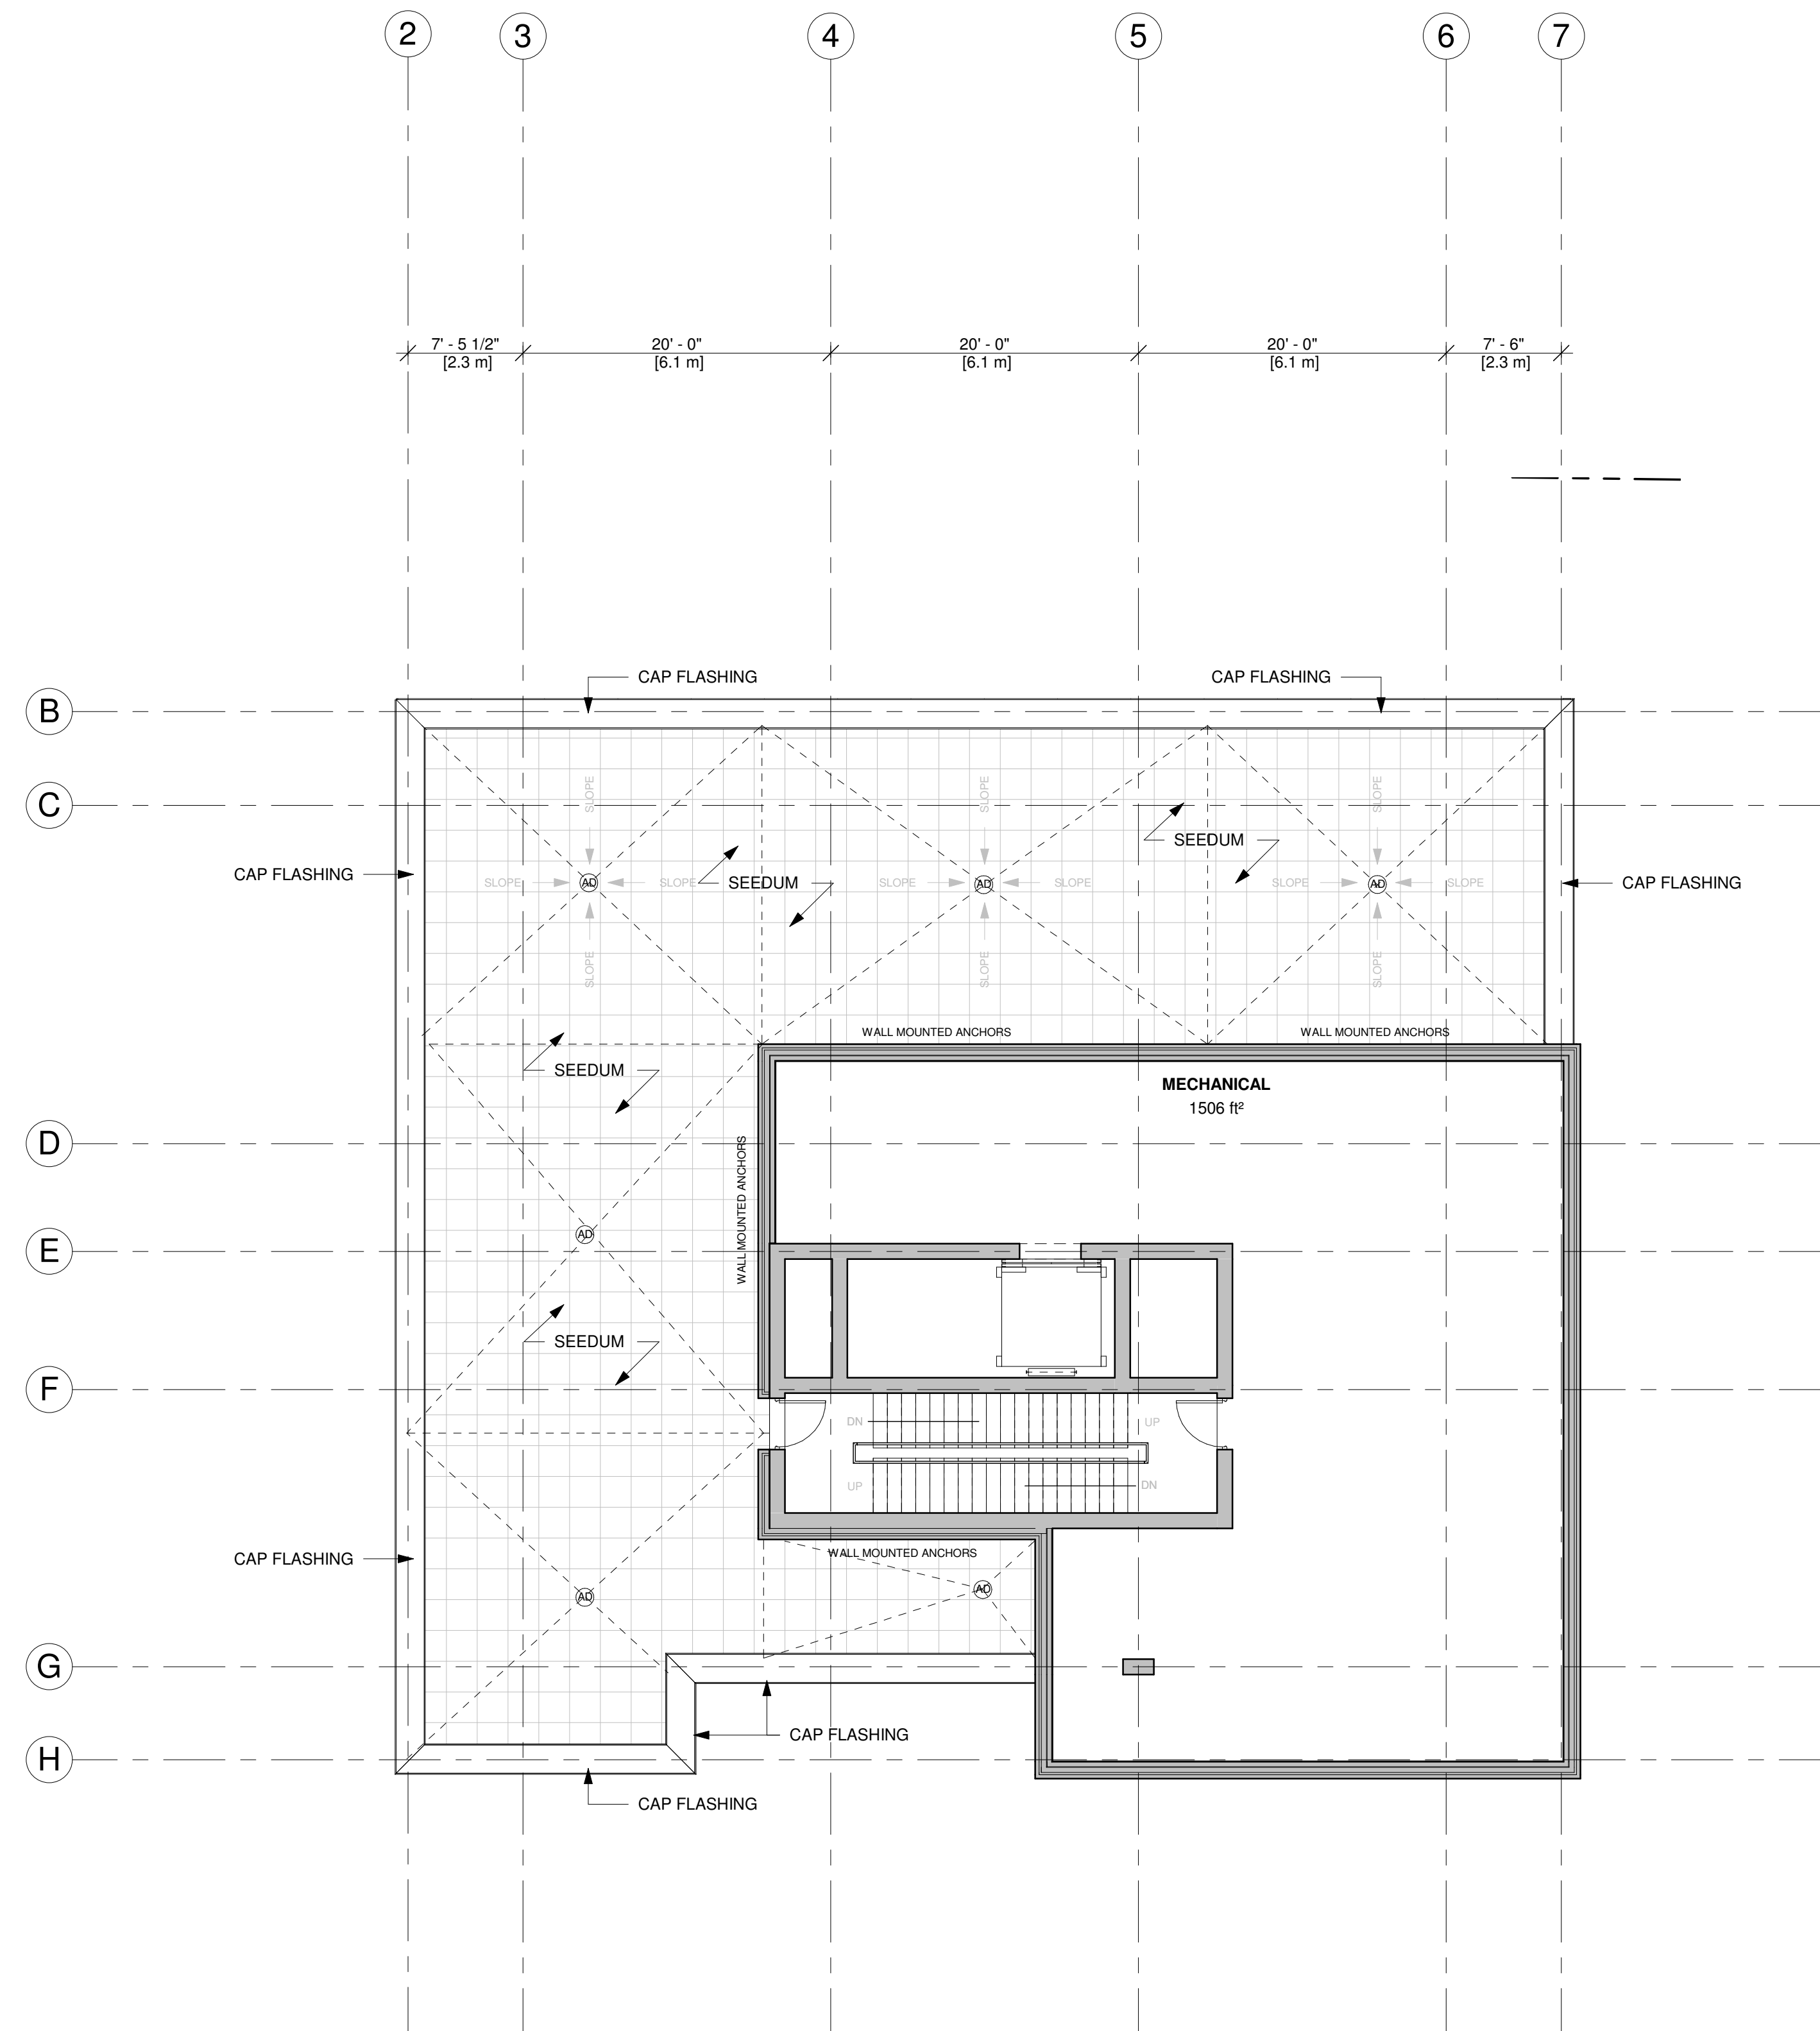 2
3
4
5
6
7
7' - 5 1/2"
20' - 0"
20' - 0"
20' - 0"
7' - 6"
[2.3 m]
[6.1 m]
[6.1 m]
[6.1 m]
[2.3 m]
CAP FLASHING
CAP FLASHING
B
C
SLOPE
SLOPE
SLOPE
SEEDUM
CAP FLASHING
SLOPE
AD
SLOPE
SEEDUM
SLOPE
AD
SLOPE
SLOPE
AD
SLOPE
CAP FLASHING
SLOPE
SLOPE
SLOPE
WALL MOUNTED ANCHORS
WALL MOUNTED ANCHORS
SEEDUM
MECHANICAL
1506 ft²
D
WALL MOUNTED ANCHORS
AD
E
SEEDUM
F
DN
UP
UP
DN
CAP FLASHING
WALL MOUNTED ANCHORS
AD
AD
G
CAP FLASHING
H
CAP FLASHING